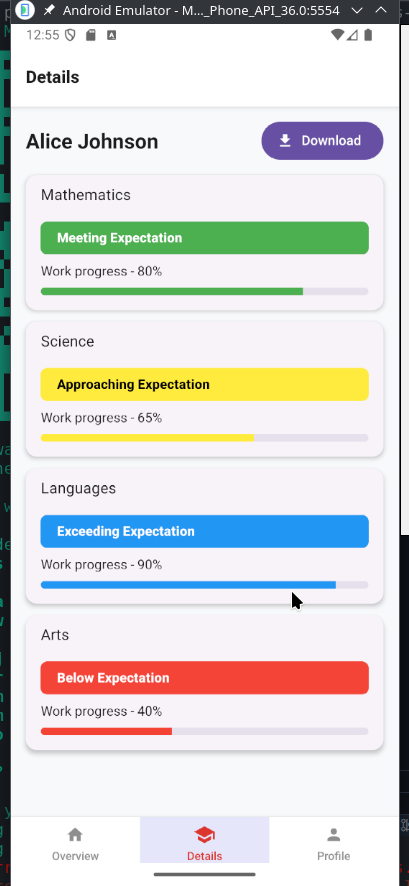 Android Emulator - M..._Phone_API_36.0:5554
12:55
A
Details
Alice Johnson
Download
Mathematics
Meeting Expectation
Work progress - 80%
Science
Approaching Expectation
Work progress - 65%
Languages
Exceeding Expectation
Work progress - 90%
Arts
Below Expectation
Work progress - 40%
Overview
Details
Profile